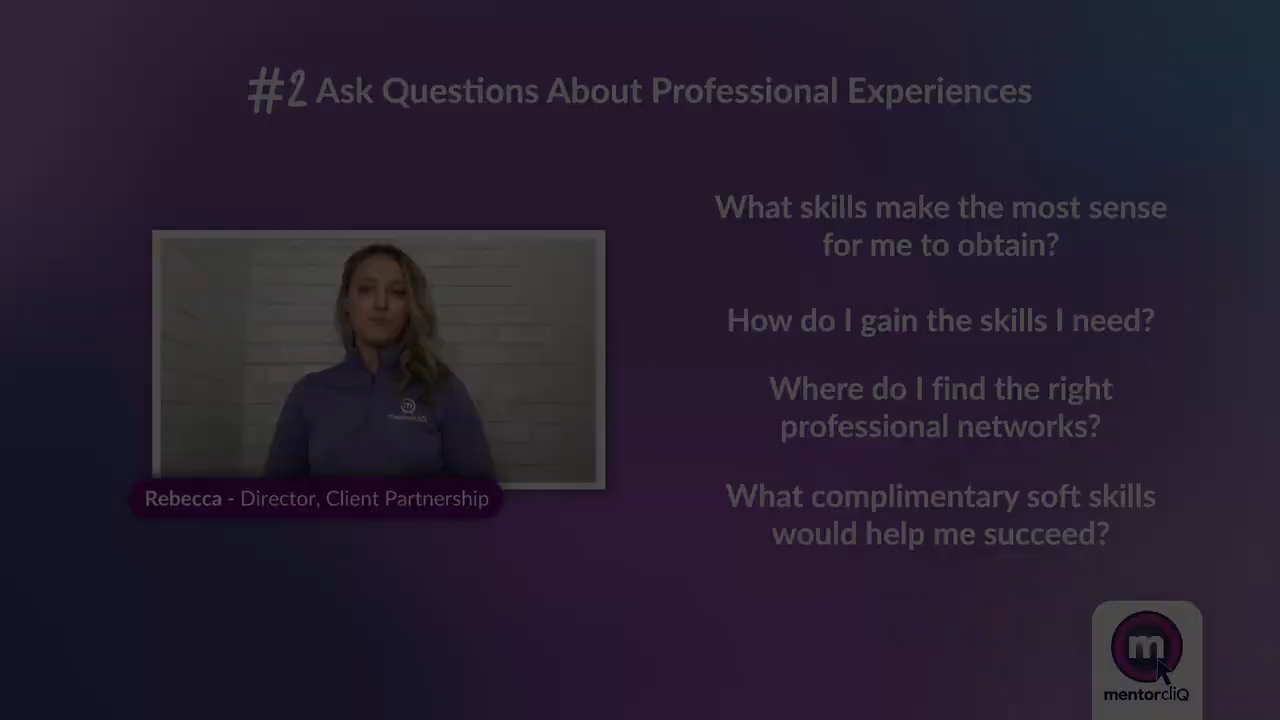 #2 Ask Questions About Professional Experiences
What skills make the most sense
for me to obtain?
How do I gain the skills I need?
Where do I find the right
professional networks?
What complimentary soft skills
would help me succeed?
m
mentorcliQ
Rebecca - Director, Client Partnership
m
mentorcliQ